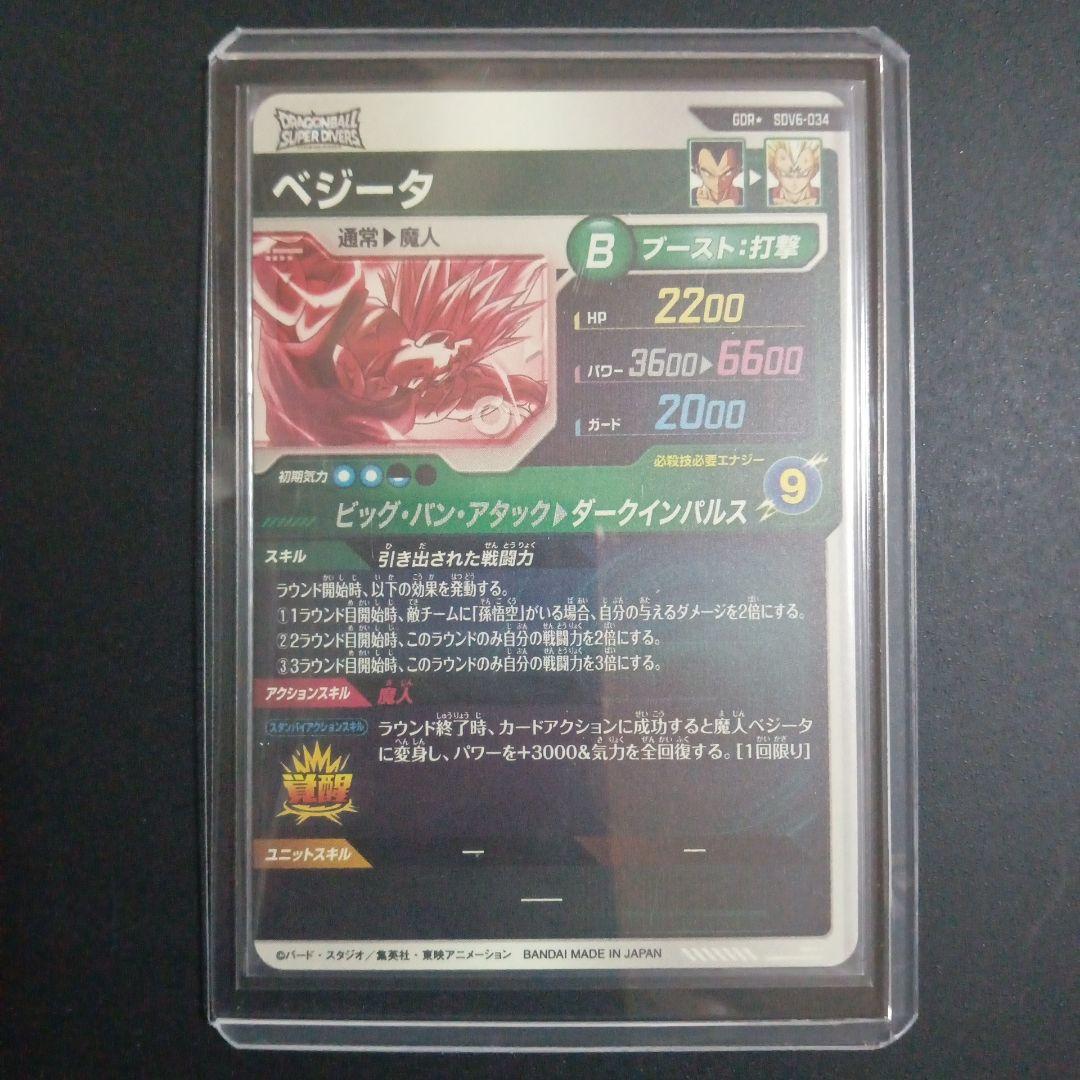 DRAGONBALL
SUPER DIVERS
GDR★ SDV6-034
ベジータ
通常▶魔人
B ブースト:打撃
HP 2200
パワー 3600▶6600
ガード 2000
初期気力
必殺技必要エナジー
9
ビッグ・バン・アタック▶ダークインパルス
スキル 引き出された戦闘力
ラウンド開始時、以下の効果を発動する。
①1ラウンド目開始時、敵チームに「孫悟空」がいる場合、自分の与えるダメージを2倍にする。
②2ラウンド目開始時、このラウンドのみ自分の戦闘力を2倍にする。
③3ラウンド目開始時、このラウンドのみ自分の戦闘力を3倍にする。
アクションスキル 魔人
スタンバイアクションスキル
ラウンド終了時、カードアクションに成功すると魔人ベジータ
に変身し、パワーを+3000&気力を全回復する。[1回限り]
覚醒
ユニットスキル ― ―
―
©バード・スタジオ/集英社・東映アニメーション BANDAI MADE IN JAPAN